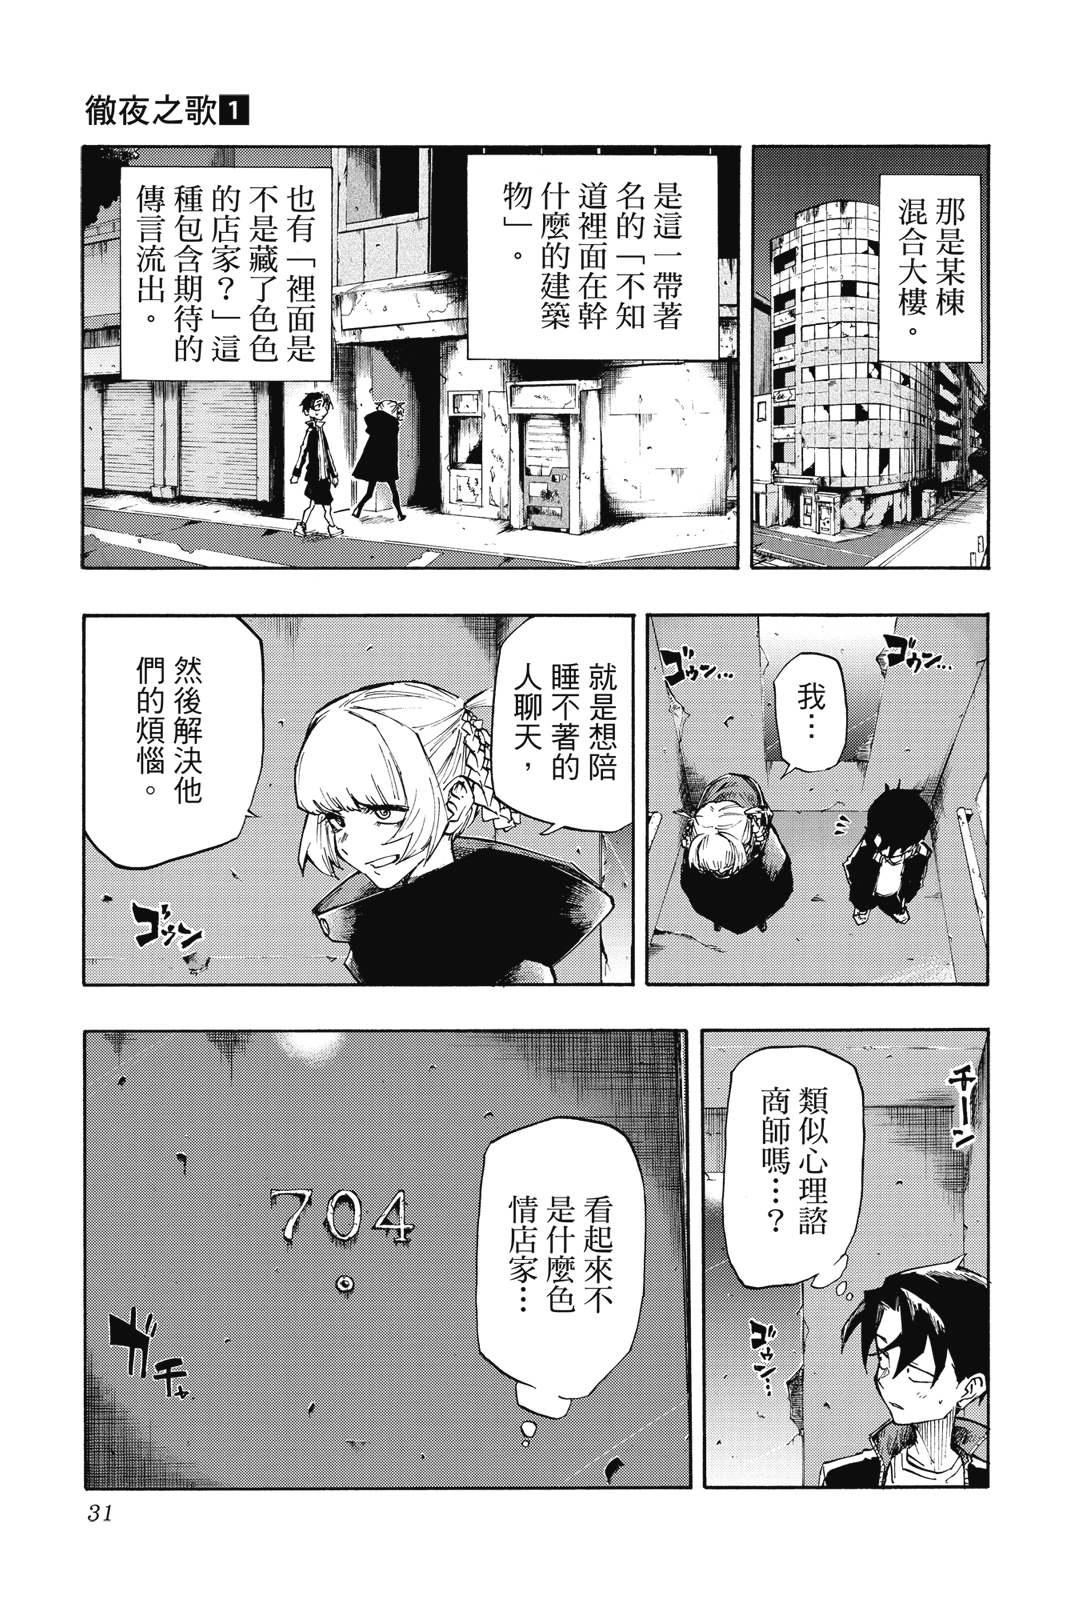 徹夜之歌1
那是某棟
混合大樓。
是這一帶著
名的「不知
道裡面在幹
什麼的建築
物」。
也有「裡面是
不是藏了色色
的店家？」這
種包含期待的
傳言流出。
ゴウン…
ゴウン…
我…
就是想陪
睡不著的
人聊天，
然後解決他
們的煩惱。
ゴウン
チーン
類似心理諮
商師嗎…？
ゴウン…
看起來不
是什麼色
情店家…
704
ガチャ
31